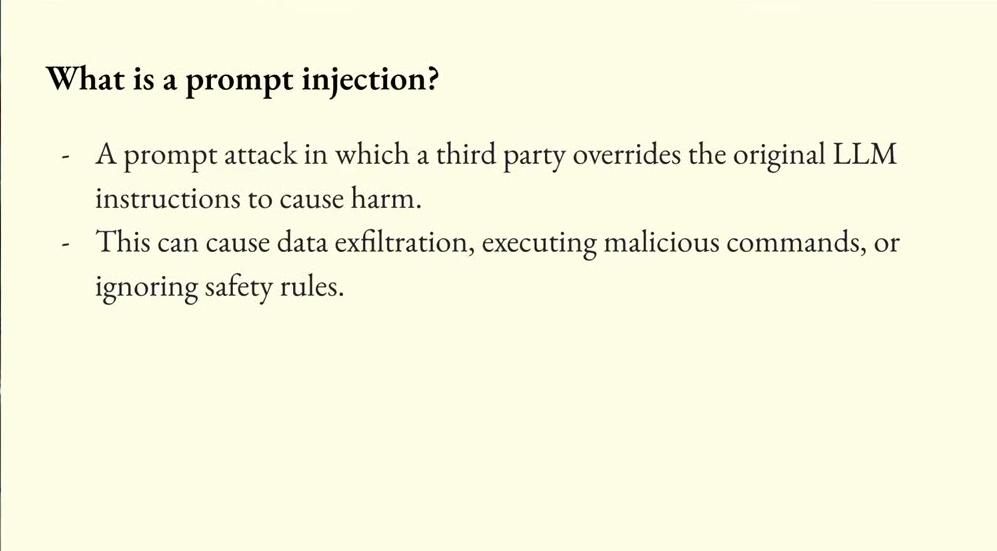 What is a prompt injection?
- A prompt attack in which a third party overrides the original LLM
instructions to cause harm.
- This can cause data exfiltration, executing malicious commands, or
ignoring safety rules.